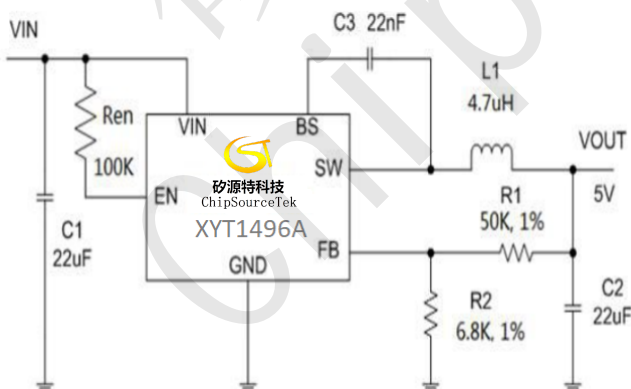 VIN
C3 22nF
L1
4.7uH
Ren
100K
VIN
BS
SW
VOUT
5V
矽源特科技
ChipSourceTek
EN
XYT1496A
R1
50K, 1%
FB
C1
22uF
GND
R2
6.8K, 1%
C2
22uF
Chip